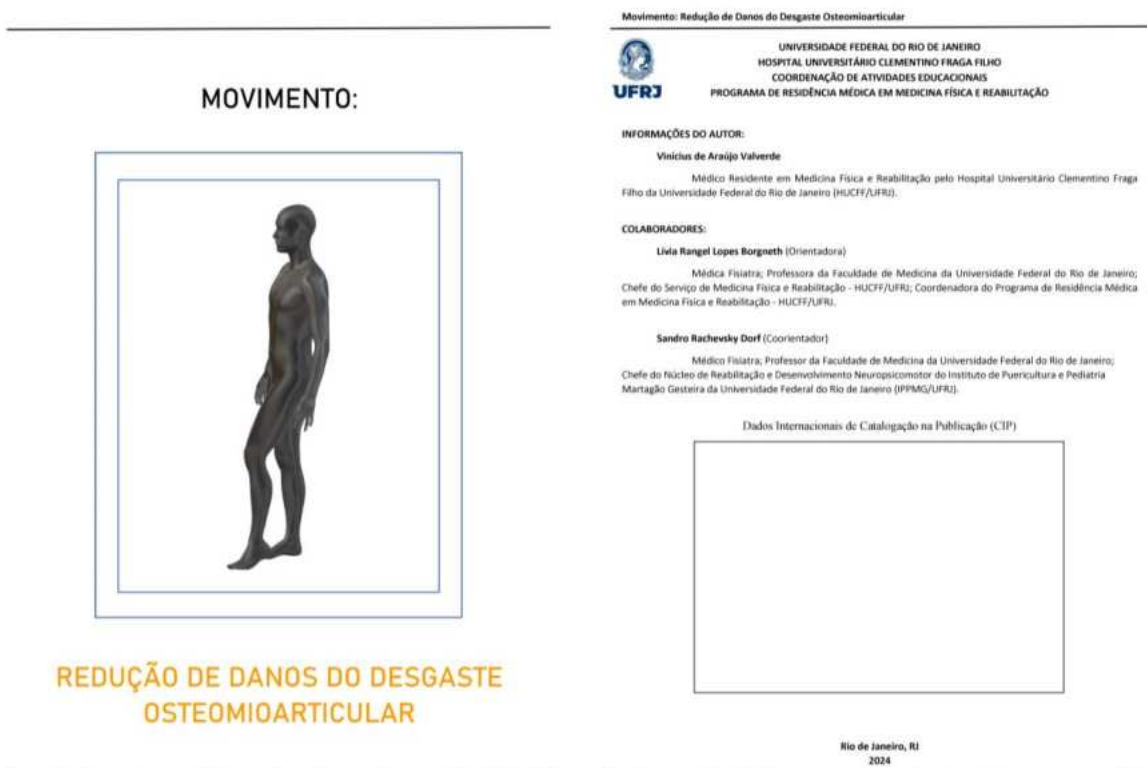 MOVIMENTO:
REDUÇÃO DE DANOS DO DESGASTE
OSTEOMIOARTICULAR
Movimento: Redução de Danos do Desgaste Osteomioarticular
UFRJ
UNIVERSIDADE FEDERAL DO RIO DE JANEIRO
HOSPITAL UNIVERSITÁRIO CLEMENTINO FRAGA FILHO
COORDENAÇÃO DE ATIVIDADES EDUCACIONAIS
PROGRAMA DE RESIDÊNCIA MÉDICA EM MEDICINA FÍSICA E REABILITAÇÃO
INFORMAÇÕES DO AUTOR:
Vinícius de Araújo Valverde
Médico Residente em Medicina Física e Reabilitação pelo Hospital Universitário Clementino Fraga
Filho da Universidade Federal do Rio de Janeiro (HUCFF/UFRJ).
COLABORADORES:
Lívia Rangel Lopes Borgneth (Orientadora)
Médica Fisiatra; Professora da Faculdade de Medicina da Universidade Federal do Rio de Janeiro;
Chefe do Serviço de Medicina Física e Reabilitação - HUCFF/UFRJ; Coordenadora do Programa de Residência Médica
em Medicina Física e Reabilitação - HUCFF/UFRJ.
Sandro Rachevsky Dorf (Coorientador)
Médico Fisiatra; Professor da Faculdade de Medicina da Universidade Federal do Rio de Janeiro;
Chefe do Núcleo de Reabilitação e Desenvolvimento Neuropsicomotor do Instituto de Puericultura e Pediatria
Martagão Gesteira da Universidade Federal do Rio de Janeiro (IPPMG/UFRJ).
Dados Internacionais de Catalogação na Publicação (CIP)
Rio de Janeiro, RJ
2024